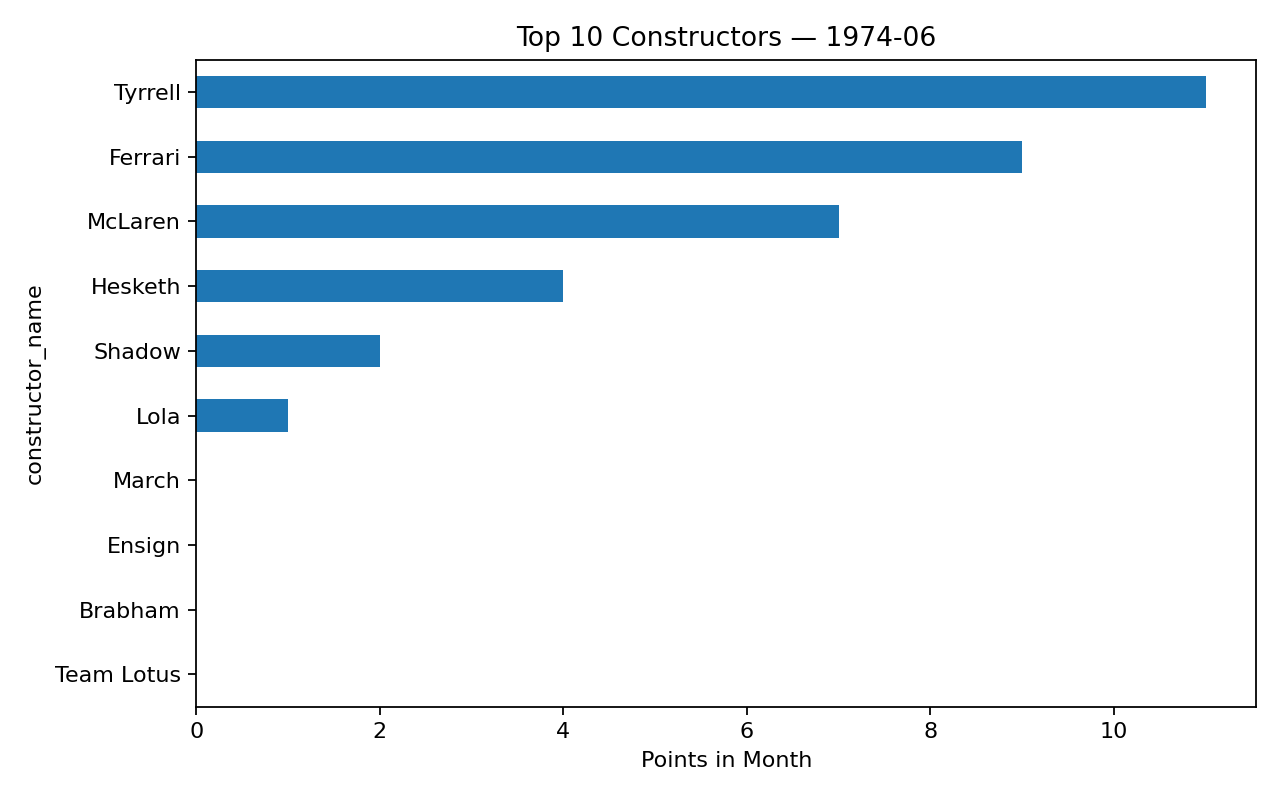 Top 10 Constructors — 1974-06
Tyrrell
Ferrari
McLaren
Hesketh
Shadow
Lola
March
Ensign
Brabham
Team Lotus
constructor_name
0 2 4 6 8 10
Points in Month